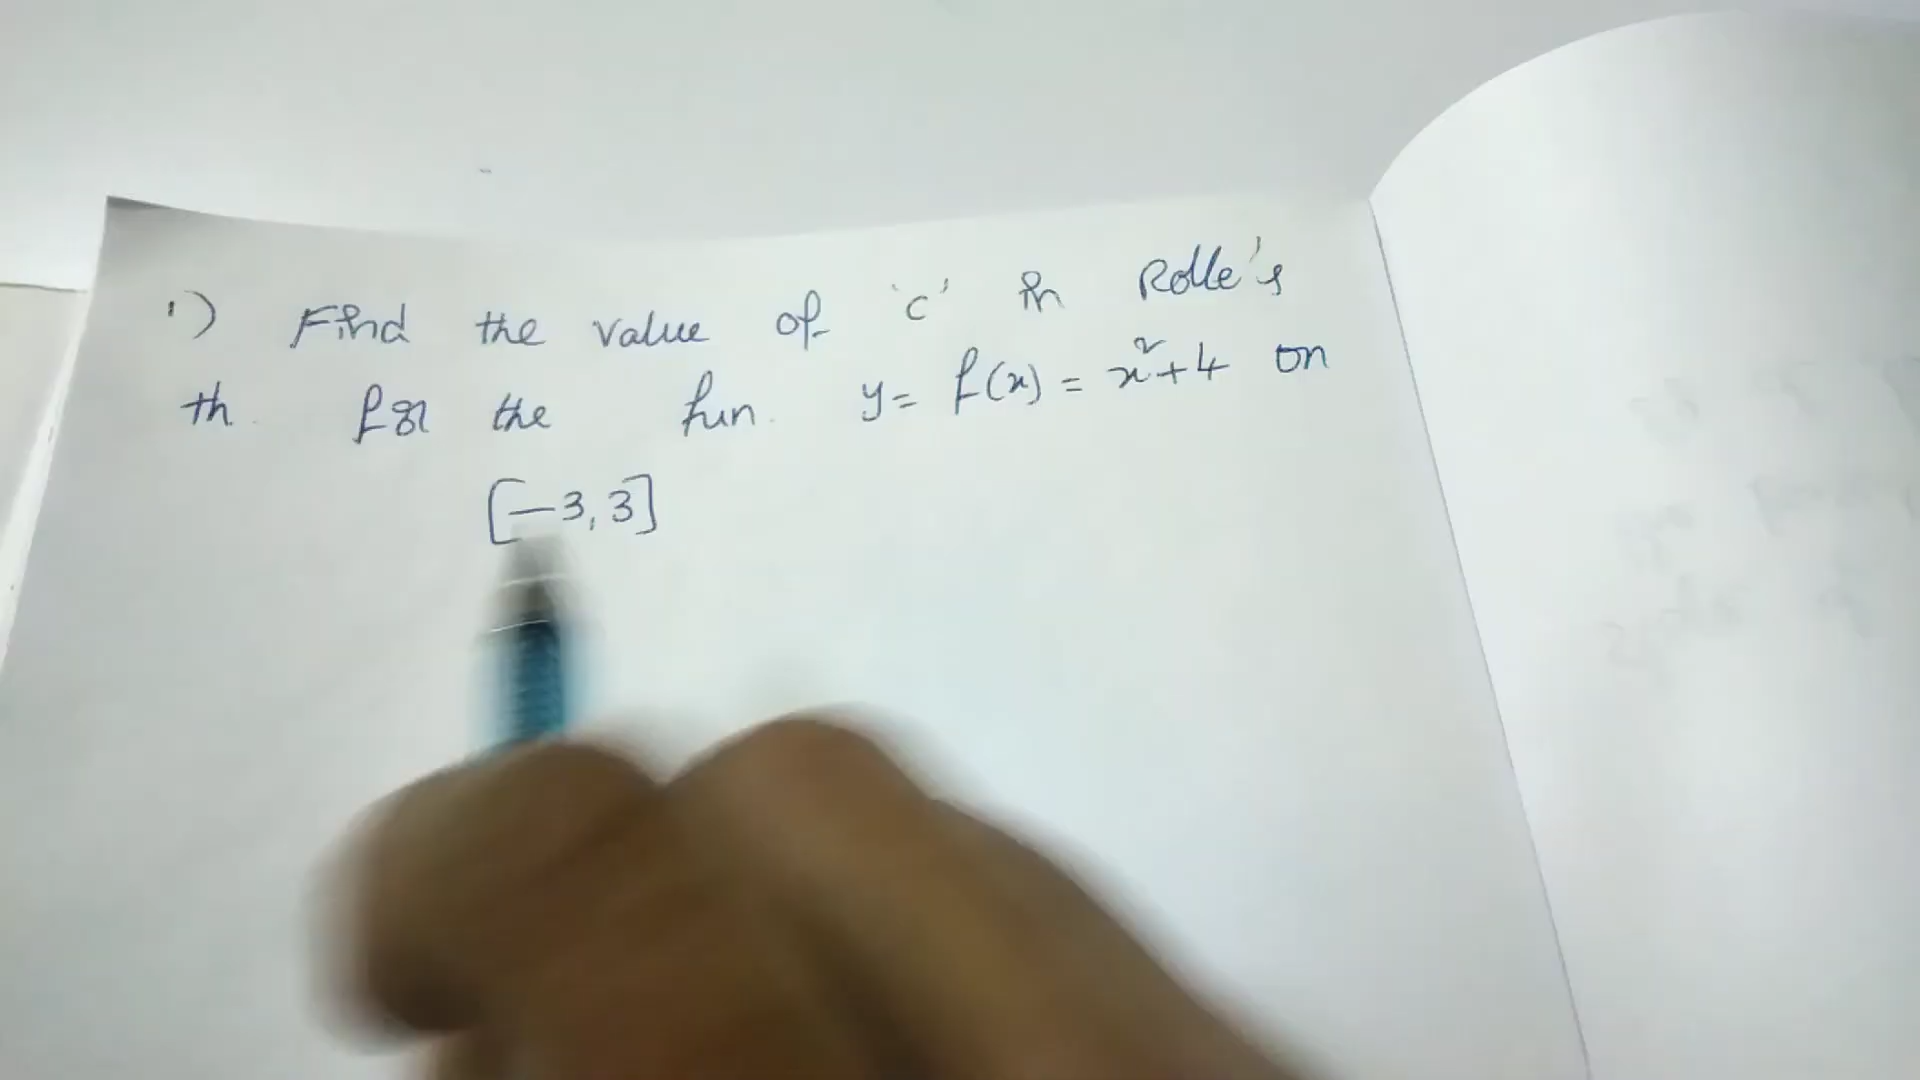 1) Find the value of 'c' in Rolle's
th. for the fun. y = f(x) = x²+4 on
[-3, 3]